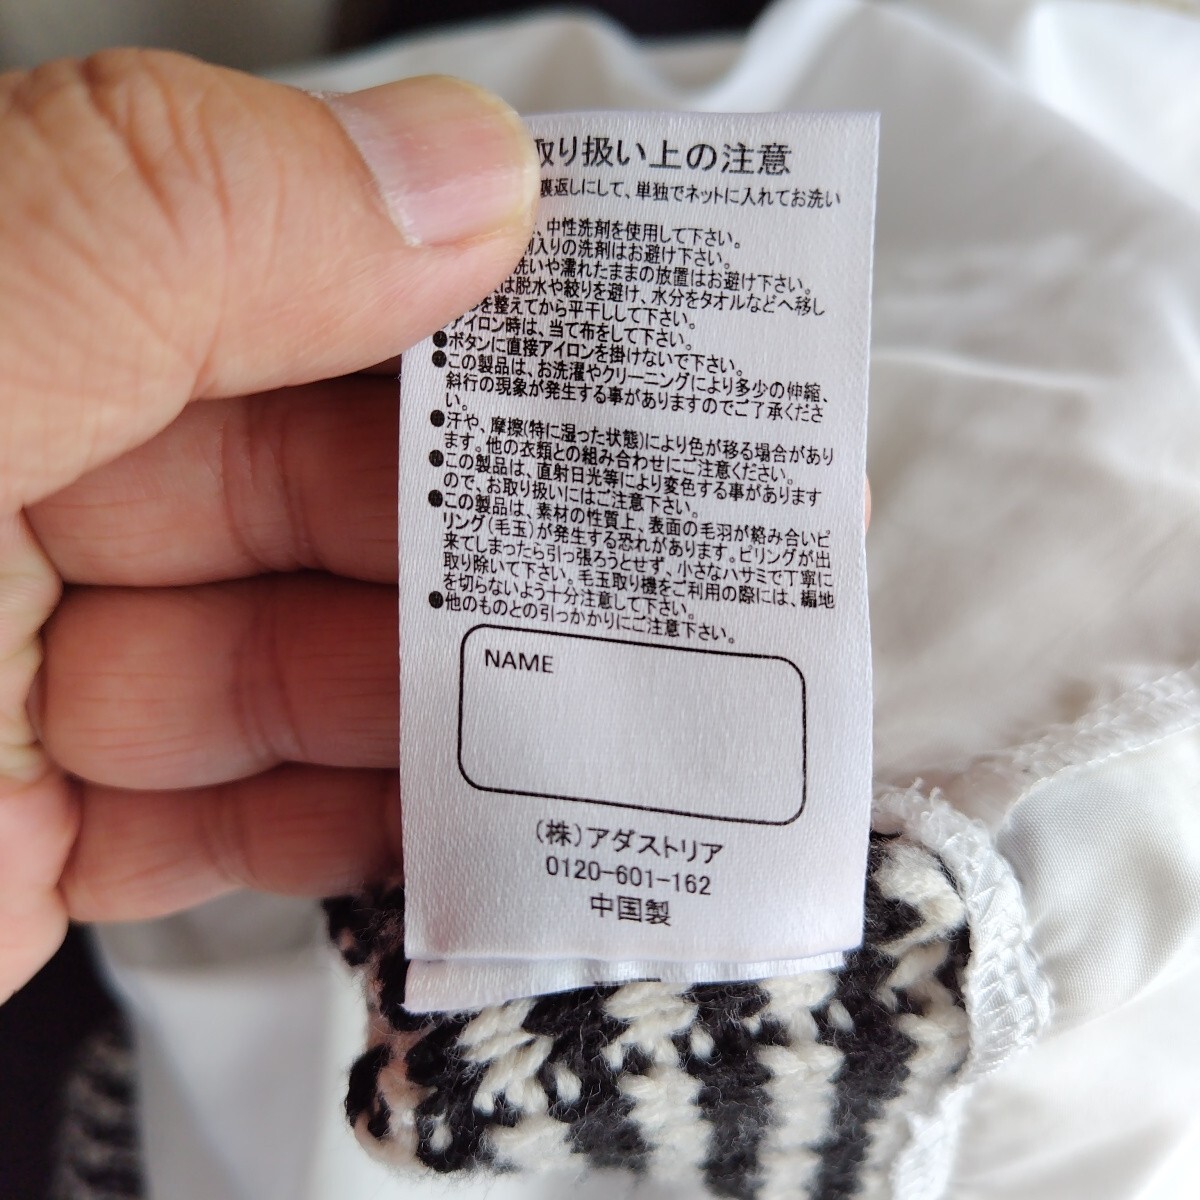 取り扱い上の注意
裏返しにして、単独でネットに入れてお洗い
、中性洗剤を使用して下さい。
入りの洗剤はお避け下さい。
洗いや濡れたままの放置はお避け下さい。
は脱水や絞りを避け、水分をタオルなどへ移し
を整えてから平干しして下さい。
アイロン時は、当て布をして下さい。
●ボタンに直接アイロンを掛けないで下さい。
●この製品は、お洗濯やクリーニングにより多少の伸縮、
斜行の現象が発生する事がありますのでご了承くださ
い。
●汗や、摩擦(特に湿った状態)により色が移る場合があり
ます。他の衣類との組み合わせにご注意ください。
●この製品は、直射日光等により変色する事があります
ので、お取り扱いにはご注意下さい。
●この製品は、素材の性質上、表面の毛羽が絡み合いピ
リング(毛玉)が発生する恐れがあります。ピリングが出
来てしまったら引っ張ろうとせず、小さなハサミで丁寧に
取り除いて下さい。毛玉取り機をご利用の際には、編地
を切らないよう十分注意して下さい。
●他のものとの引っかかりにご注意下さい。
NAME
(株)アダストリア
0120-601-162
中国製